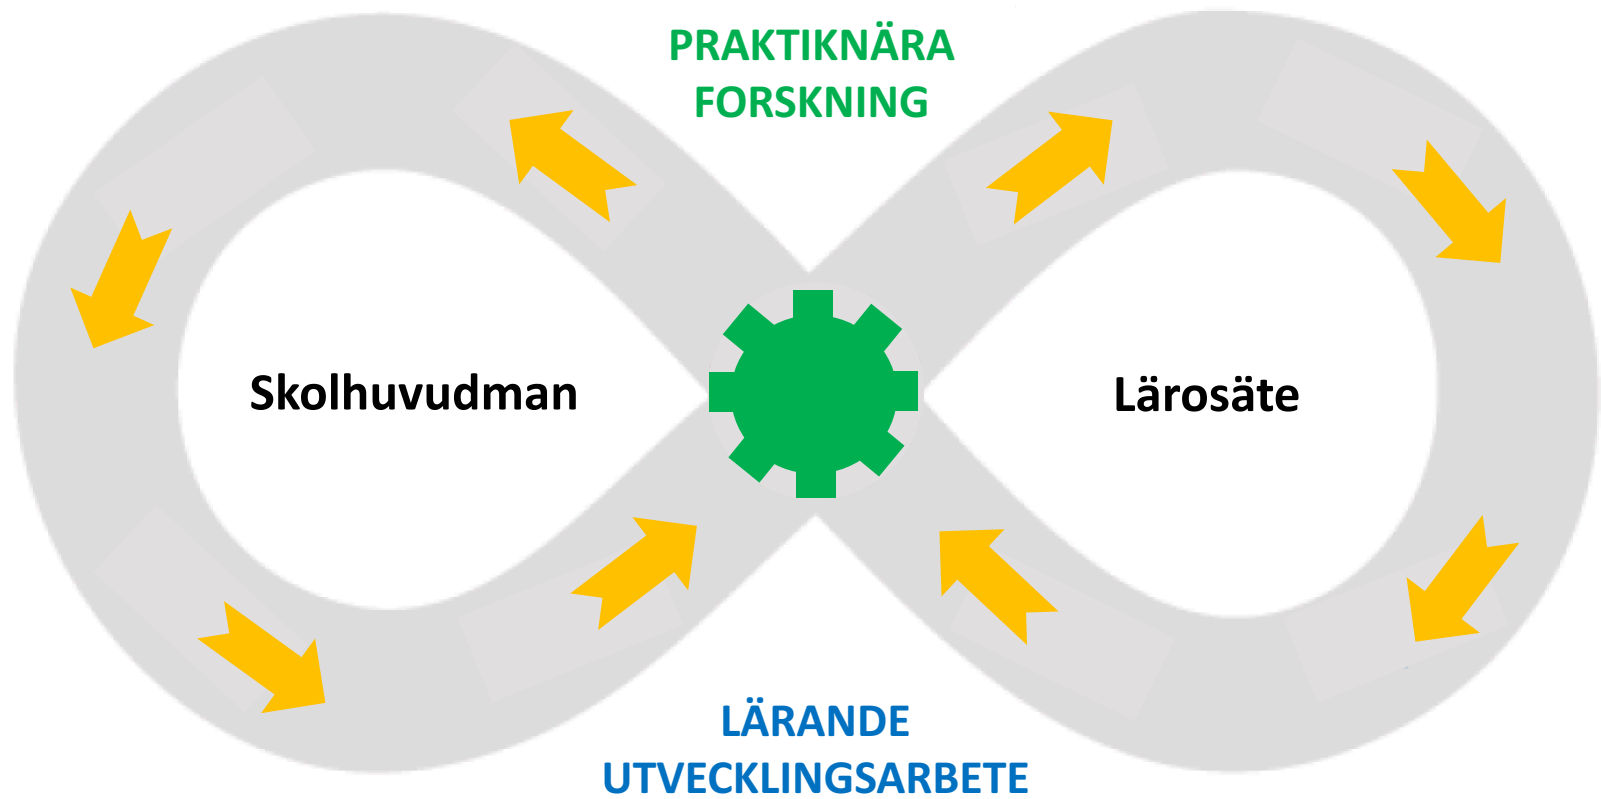 PRAKTIKNÄRA
FORSKNING
Skolhuvudman
Lärosäte
LÄRANDE
UTVECKLINGSARBETE